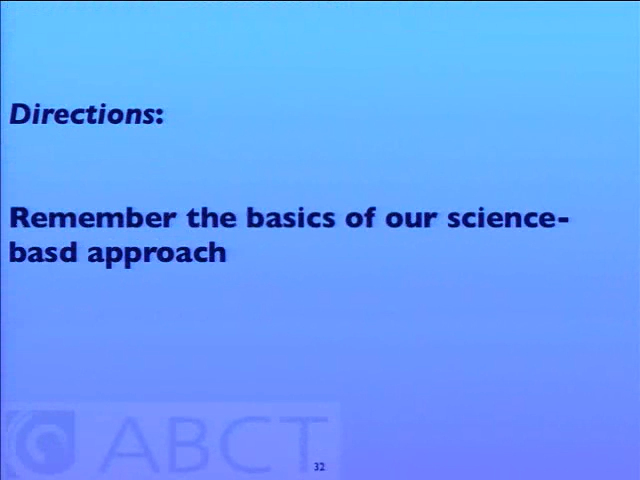 Directions:
Remember the basics of our science-
basd approach
ABCT
32